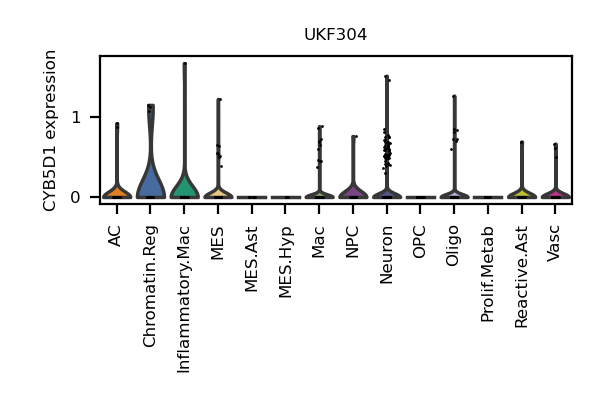 UKF304
CYB5D1 expression
1
0
AC
Chromatin.Reg
Inflammatory.Mac
MES
MES.Ast
MES.Hyp
Mac
NPC
Neuron
OPC
Oligo
Prolif.Metab
Reactive.Ast
Vasc